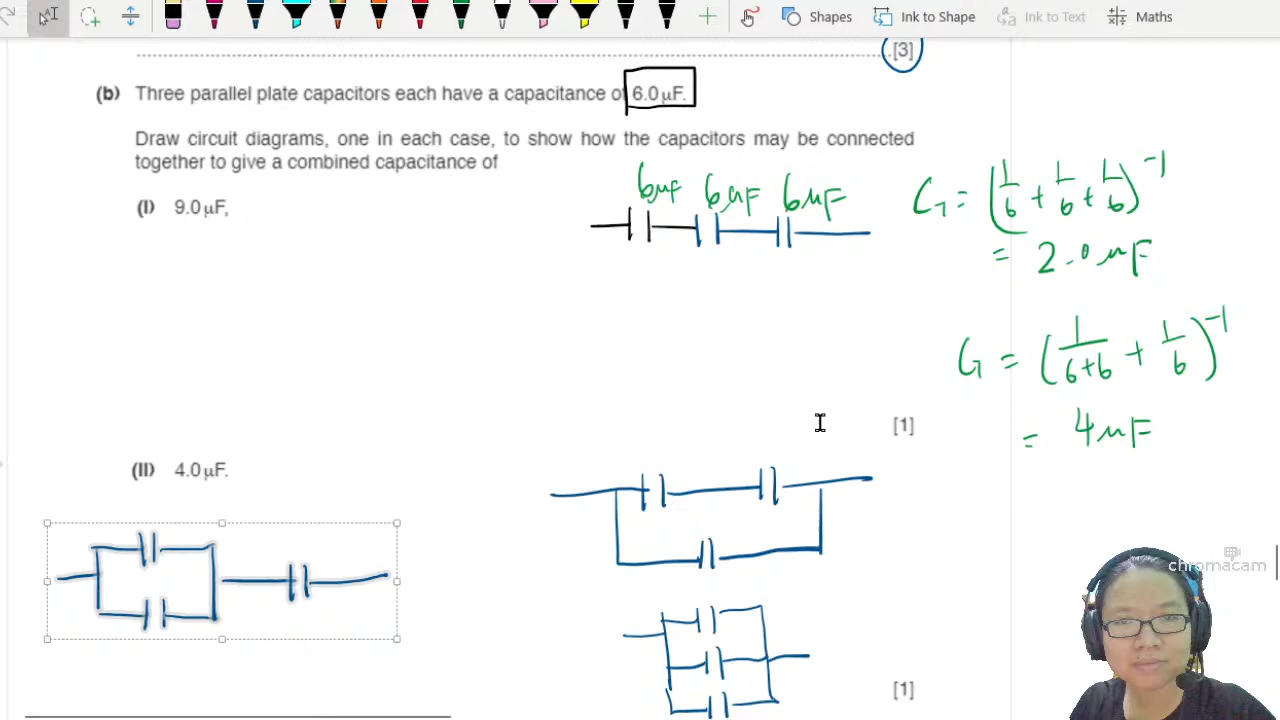 Shapes
Ink to Shape
Ink to Text
Maths
[3]
(b) Three parallel plate capacitors each have a capacitance of 6.0 μF.
Draw circuit diagrams, one in each case, to show how the capacitors may be connected
together to give a combined capacitance of
(I) 9.0 μF,
6μF 6μF 6μF
C_T = (1/6 + 1/6 + 1/6)^-1
= 2.0 μF
C_T = (1/(6+6) + 1/6)^-1
= 4μF
[1]
(II) 4.0 μF.
chromacam
[1]